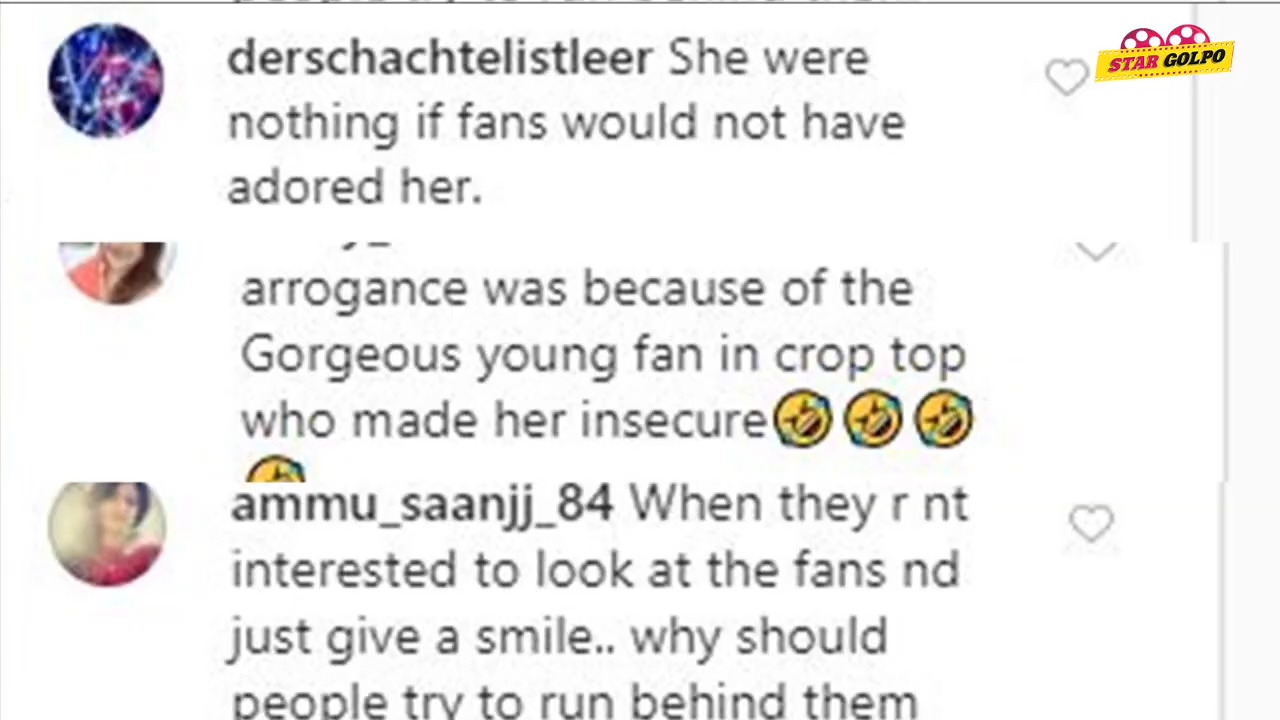 derschachtelistleer She were
nothing if fans would not have
adored her.
arrogance was because of the
Gorgeous young fan in crop top
who made her insecure🤣🤣🤣
🤣
ammu_saanjj_84 When they r nt
interested to look at the fans nd
just give a smile.. why should
people try to run behind them
STAR GOLPO